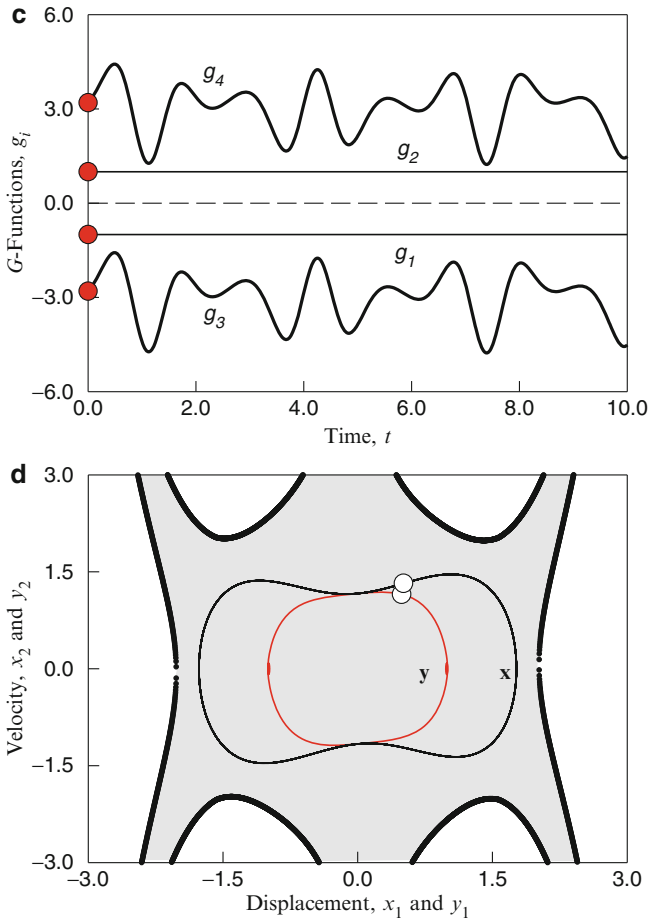 c
6.0
3.0
0.0
−3.0
−6.0
G-Functions, gi
g4
g2
g1
g3
0.0
2.0
4.0
6.0
8.0
10.0
Time, t
d
3.0
1.5
0.0
−1.5
−3.0
Velocity, x2 and y2
y
x
−3.0
−1.5
0.0
1.5
3.0
Displacement, x1 and y1